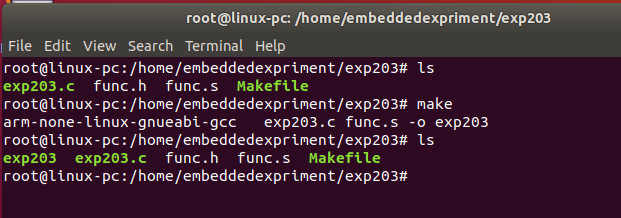 root@linux-pc: /home/embeddedexpriment/exp203
File Edit View Search Terminal Help
root@linux-pc:/home/embeddedexpriment/exp203# ls
exp203.c func.h func.s Makefile
root@linux-pc:/home/embeddedexpriment/exp203# make
arm-none-linux-gnueabi-gcc   exp203.c func.s -o exp203
root@linux-pc:/home/embeddedexpriment/exp203# ls
exp203 exp203.c func.h func.s Makefile
root@linux-pc:/home/embeddedexpriment/exp203#